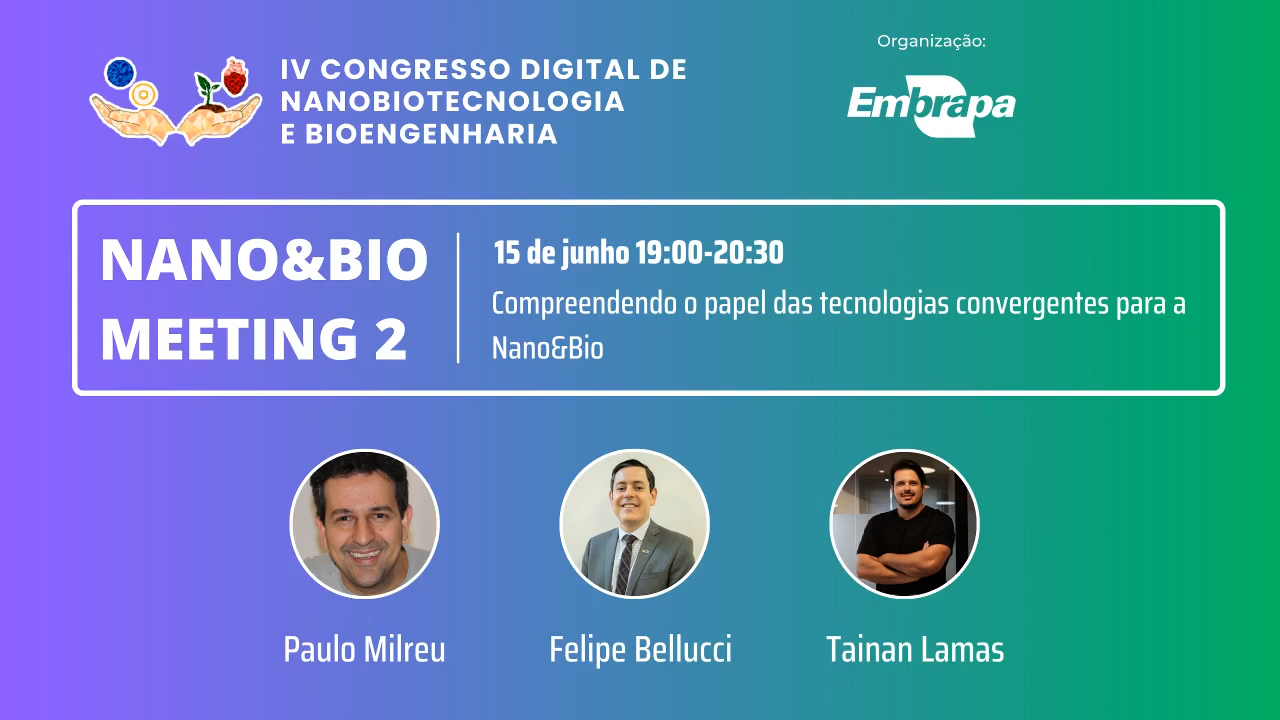 IV CONGRESSO DIGITAL DE
NANOBIOTECNOLOGIA
E BIOENGENHARIA
Organização:
Embrapa
NANO&BIO
MEETING 2
15 de junho 19:00-20:30
Compreendendo o papel das tecnologias convergentes para a
Nano&Bio
Paulo Milreu
Felipe Bellucci
Tainan Lamas